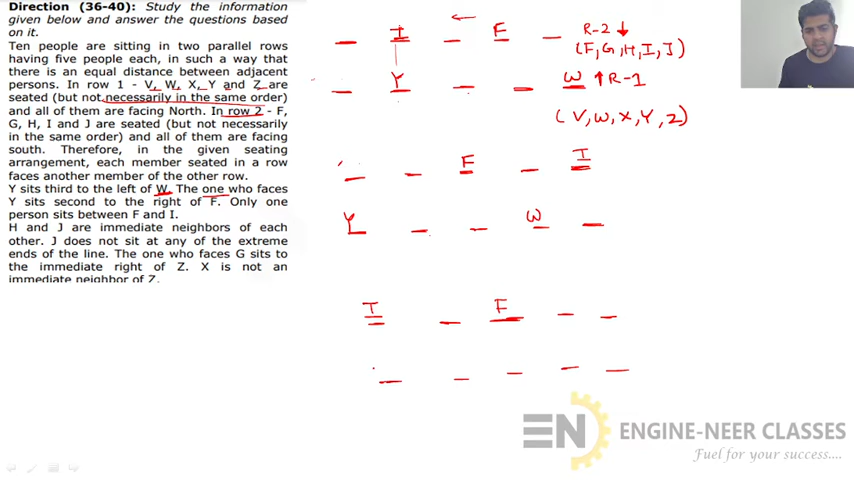 Direction (36-40): Study the information
given below and answer the questions based
on it.
Ten people are sitting in two parallel rows
having five people each, in such a way that
there is an equal distance between adjacent
persons. In row 1 - V, W, X, Y and Z are
seated (but not necessarily in the same order)
and all of them are facing North. In row 2 - F,
G, H, I and J are seated (but not necessarily
in the same order) and all of them are facing
south. Therefore, in the given seating
arrangement, each member seated in a row
faces another member of the other row.
Y sits third to the left of W. The one who faces
Y sits second to the right of F. Only one
person sits between F and I.
H and J are immediate neighbors of each
other. J does not sit at any of the extreme
ends of the line. The one who faces G sits to
the immediate right of Z. X is not an
immediate neighbor of Z.
I F R-2 ↓
(F, G, H, I, J)
Y W ↑ R-1
(V, W, X, Y, Z)
F I
Y W
I F
EN ENGINE-NEER CLASSES
Fuel for your success....